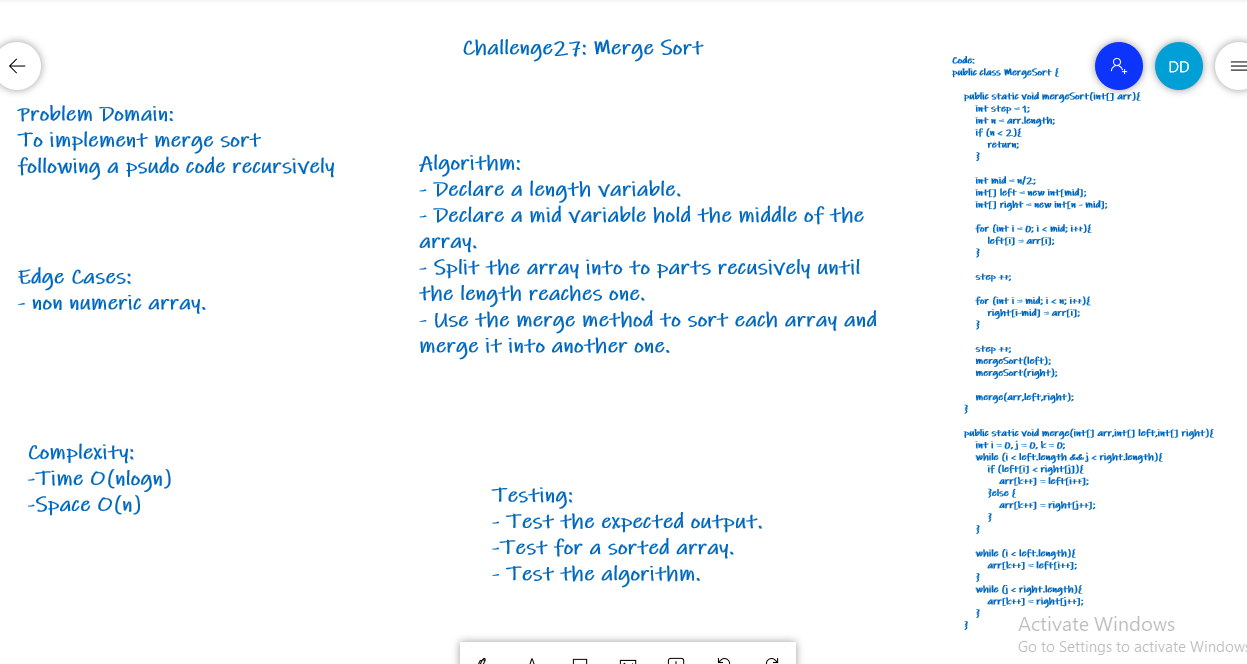 Challenge27: Merge Sort
DD
Problem Domain:
To implement merge sort
following a psudo code recursively
Edge Cases:
- non numeric array.
Complexity:
-Time O(nlogn)
-Space O(n)
Algorithm:
- Declare a length variable.
- Declare a mid variable hold the middle of the
array.
- Split the array into to parts recusively until
the length reaches one.
- Use the merge method to sort each array and
merge it into another one.
Testing:
- Test the expected output.
-Test for a sorted array.
- Test the algorithm.
Code:
public class MergeSort {
public static void mergeSort(int[] arr){
int step = 1;
int n = arr.length;
if (n < 2){
return;
}
int mid = n/2;
int[] left = new int[mid];
int[] right = new int[n - mid];
for (int i = 0; i < mid; i++){
left[i] = arr[i];
}
step ++;
for (int i = mid; i < n; i++){
right[i-mid] = arr[i];
}
step ++;
mergeSort(left);
mergeSort(right);
merge(arr,left,right);
}
public static void merge(int[] arr,int[] left,int[] right){
int i = 0, j = 0, k = 0;
while (i < left.length && j < right.length){
if (left[i] < right[j]){
arr[k++] = left[i++];
}else {
arr[k++] = right[j++];
}
}
while (i < left.length){
arr[k++] = left[i++];
}
while (j < right.length){
arr[k++] = right[j++];
}
}
Activate Windows
Go to Settings to activate Windows